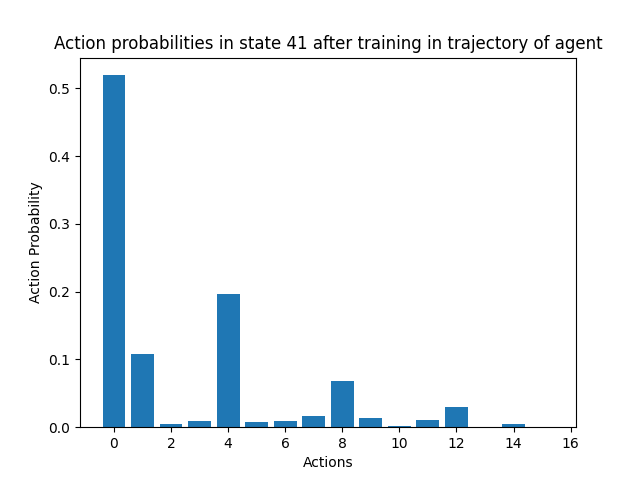 Action probabilities in state 41 after training in trajectory of agent
Action Probability
0.5
0.4
0.3
0.2
0.1
0.0
0 2 4 6 8 10 12 14 16
Actions